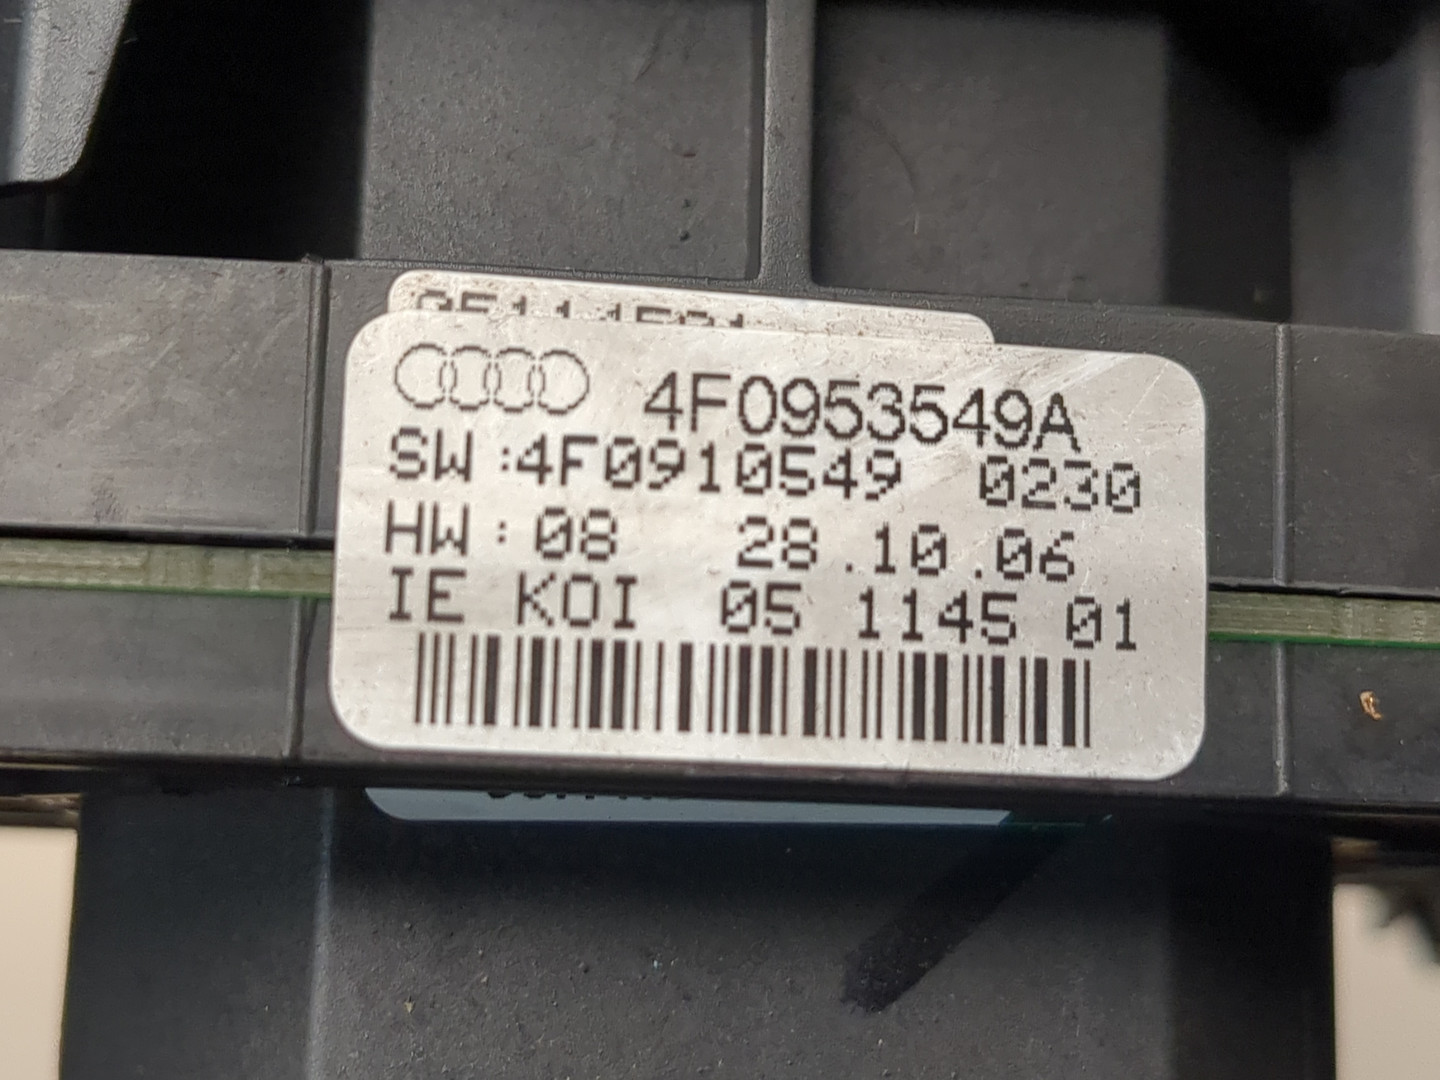 4F0953549A
SW:4F0910549 0230
HW:08 28.10.06
IE KOI 05 1145 01